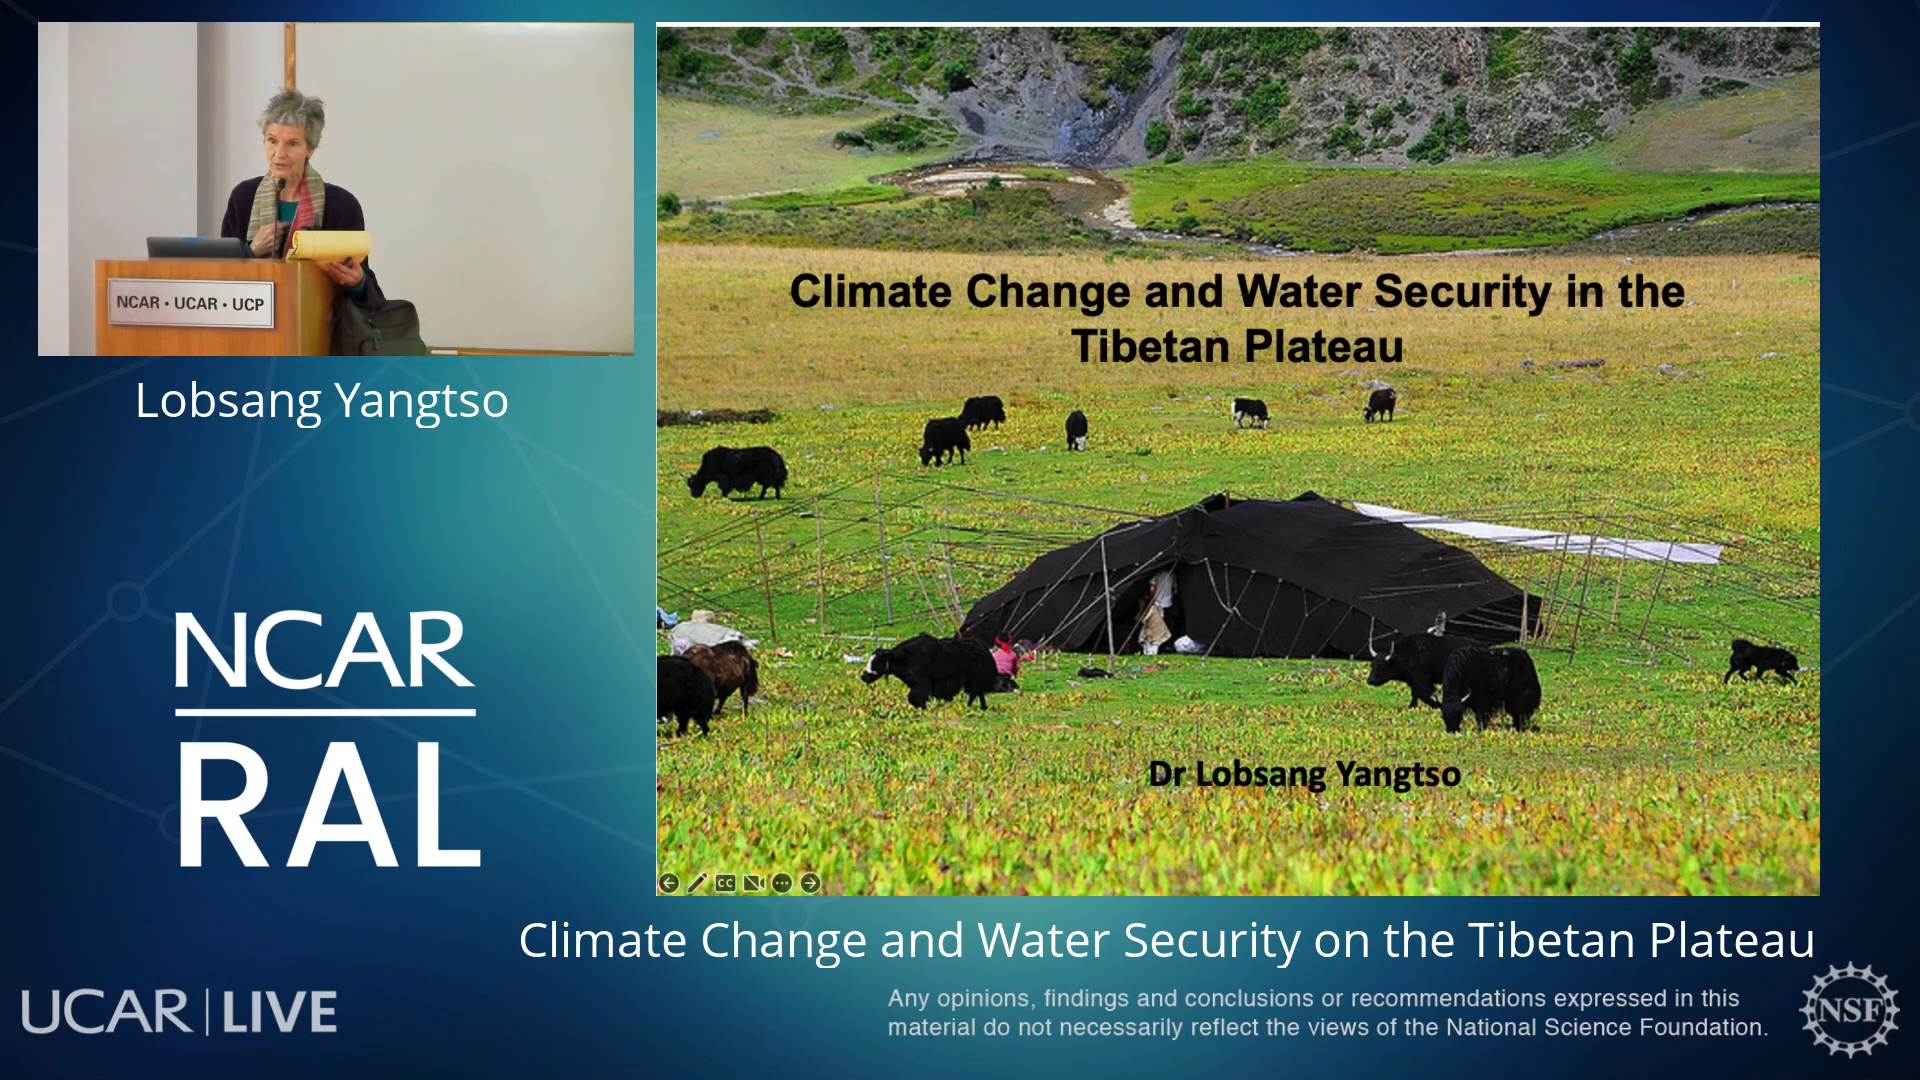 NCAR • UCAR • UCP
Lobsang Yangtso
NCAR
RAL
Climate Change and Water Security in the
Tibetan Plateau
Dr Lobsang Yangtso
CC
Climate Change and Water Security on the Tibetan Plateau
UCAR | LIVE
Any opinions, findings and conclusions or recommendations expressed in this
material do not necessarily reflect the views of the National Science Foundation.
NSF